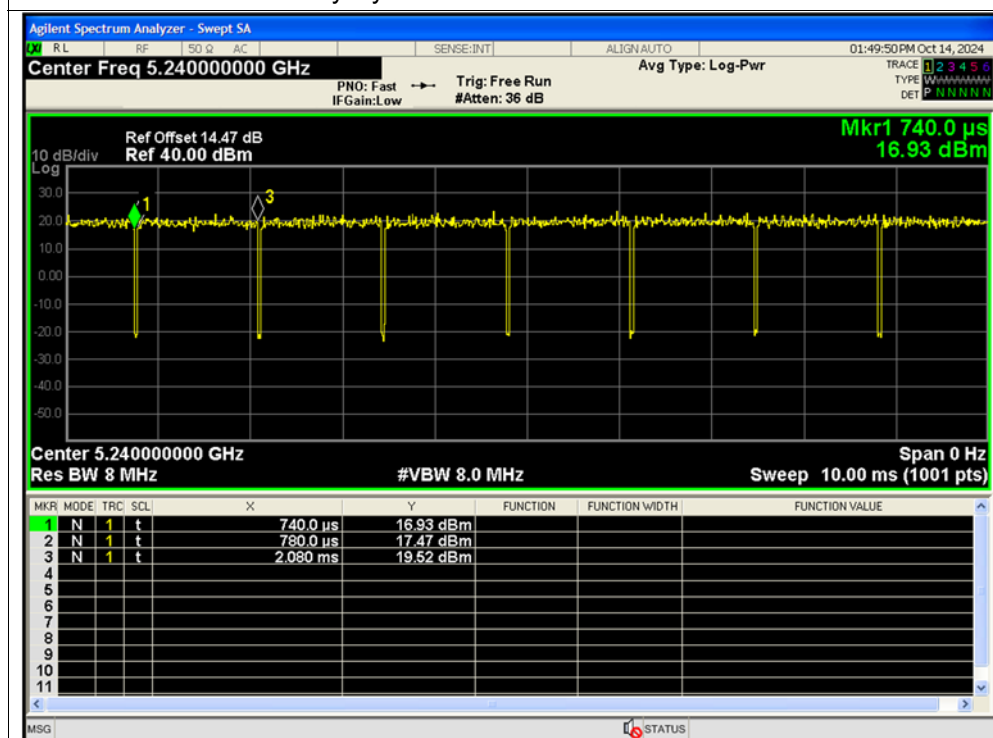 Agilent Spectrum Analyzer - Swept SA
LXI RL RF 50 Ω AC SENSE:INT ALIGN AUTO 01:49:50 PM Oct 14, 2024
Center Freq 5.240000000 GHz Avg Type: Log-Pwr TRACE 1 2 3 4 5 6
PNO: Fast Trig: Free Run TYPE W
IFGain:Low #Atten: 36 dB DET P N N N N N
Mkr1 740.0 µs
Ref Offset 14.47 dB
10 dB/div Ref 40.00 dBm 16.93 dBm
Log
30.0
1 3
20.0
10.0
0.00
-10.0
-20.0
-30.0
-40.0
-50.0
Center 5.240000000 GHz Span 0 Hz
Res BW 8 MHz #VBW 8.0 MHz Sweep 10.00 ms (1001 pts)
MKR MODE TRC SCL X Y FUNCTION FUNCTION WIDTH FUNCTION VALUE
1 N 1 t 740.0 µs 16.93 dBm
2 N 1 t 780.0 µs 17.47 dBm
3 N 1 t 2.080 ms 19.52 dBm
4
5
6
7
8
9
10
11
MSG STATUS